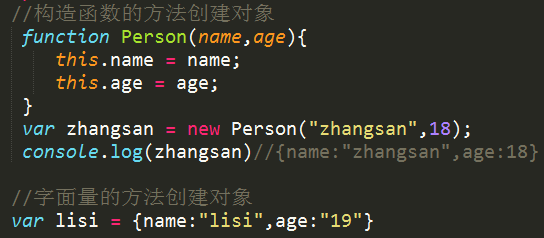 //构造函数的方法创建对象
function Person(name,age){
this.name = name;
this.age = age;
}
var zhangsan = new Person("zhangsan",18);
console.log(zhangsan)//{name:"zhangsan",age:18}
//字面量的方法创建对象
var lisi = {name:"lisi",age:"19"}